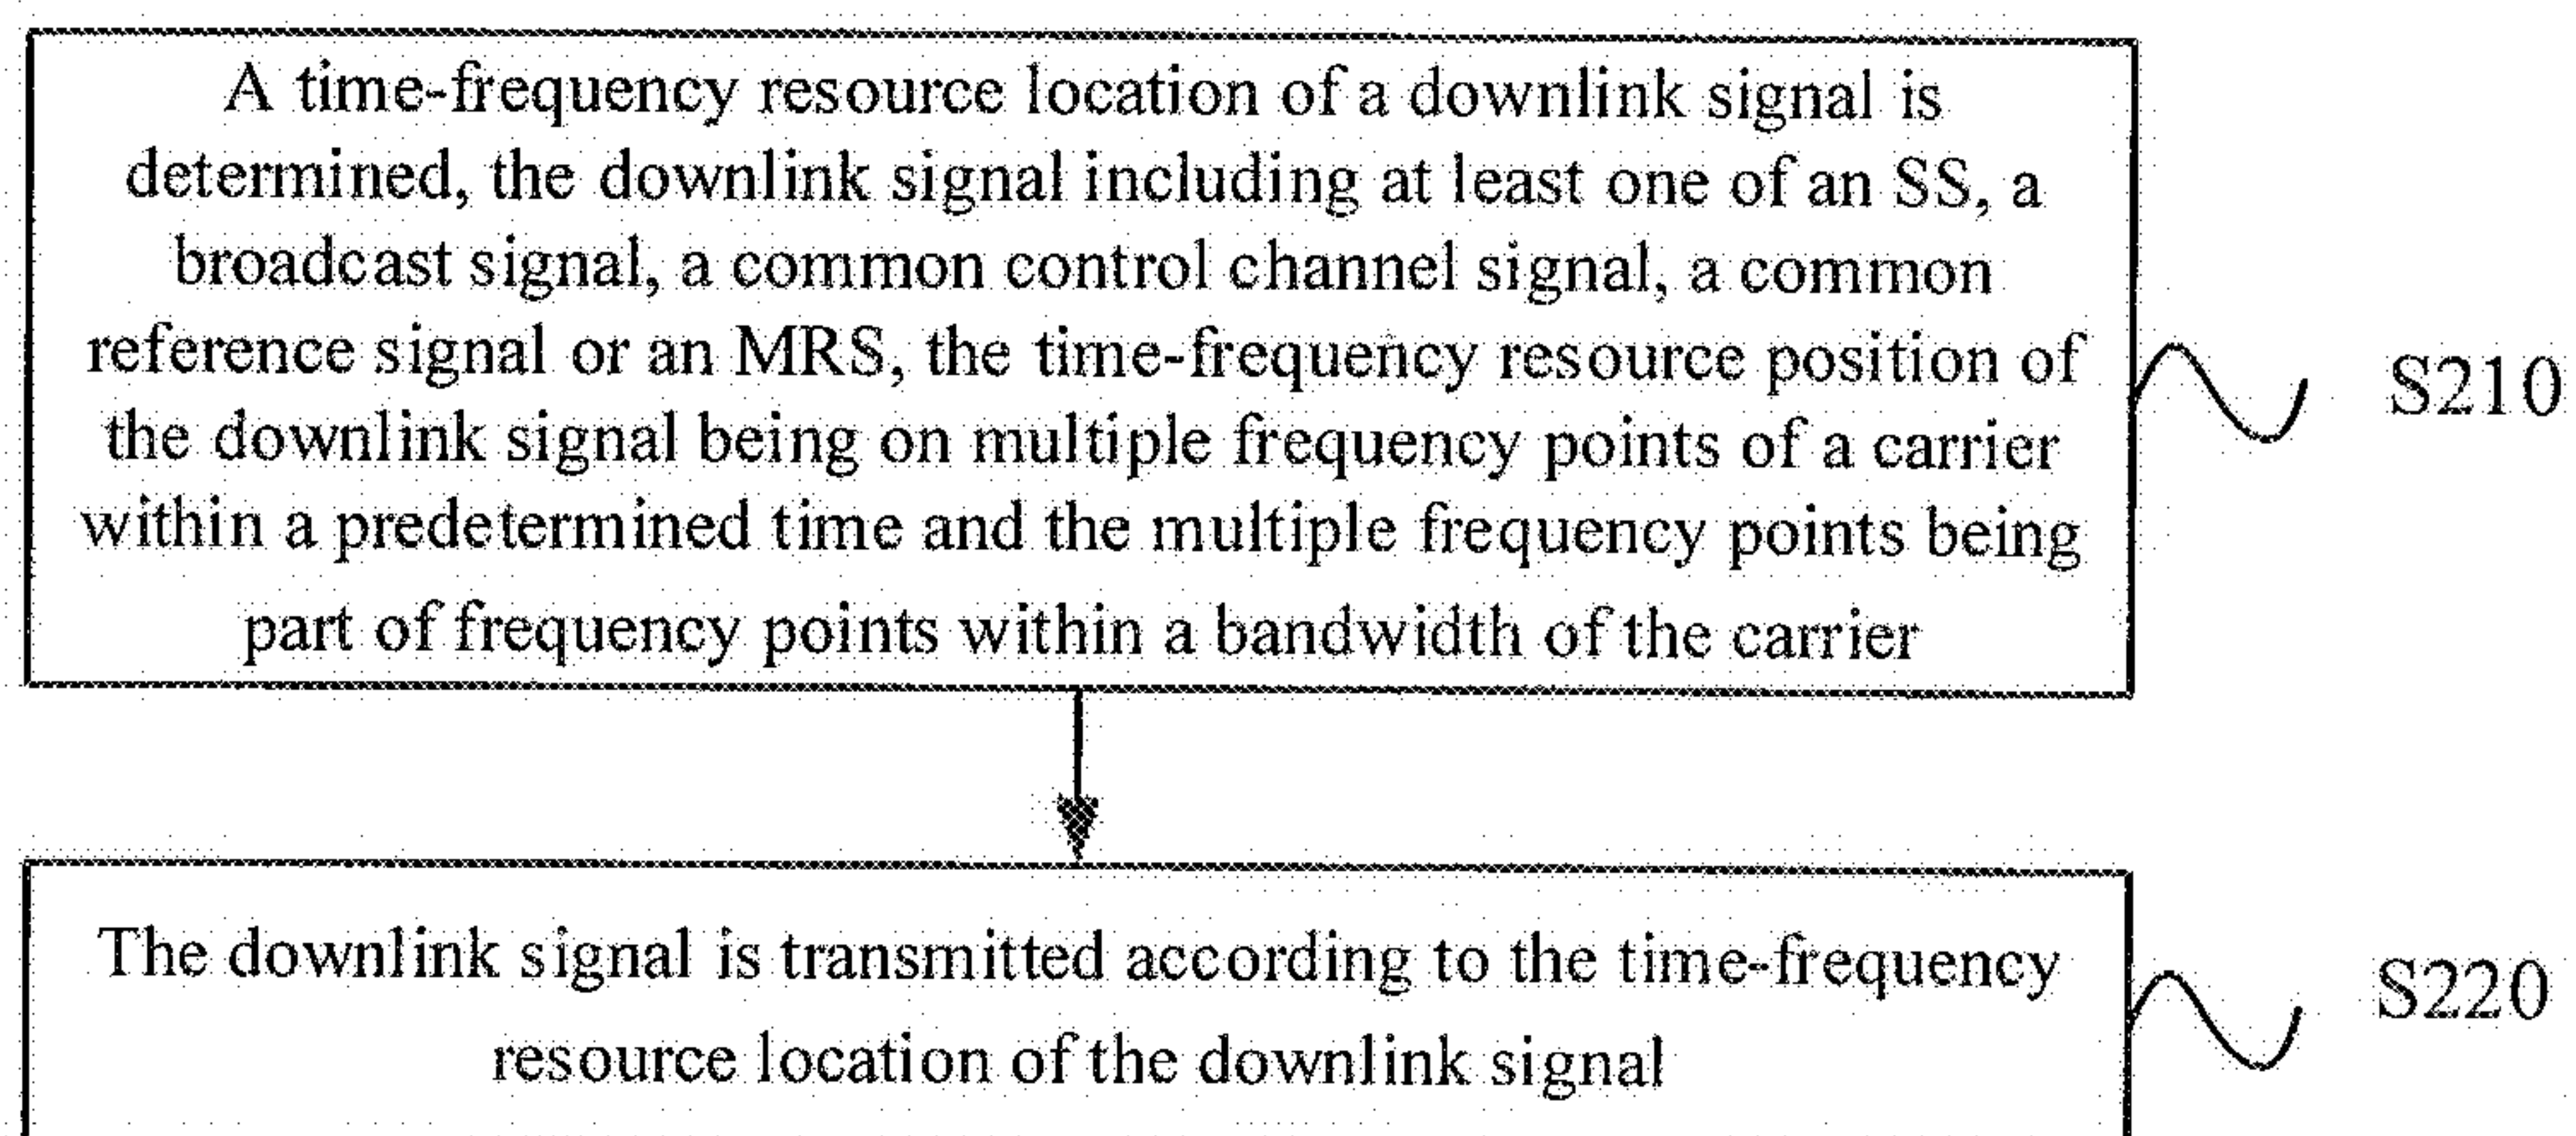 A time-frequency resource location of a downlink signal is
determined, the downlink signal including at least one of an SS, a
broadcast signal, a common control channel signal, a common
reference signal or an MRS, the time-frequency resource position of
the downlink signal being on multiple frequency points of a carrier
within a predetermined time and the multiple frequency points being
part of frequency points within a bandwidth of the carrier
S210
The downlink signal is transmitted according to the time-frequency
resource location of the downlink signal
S220